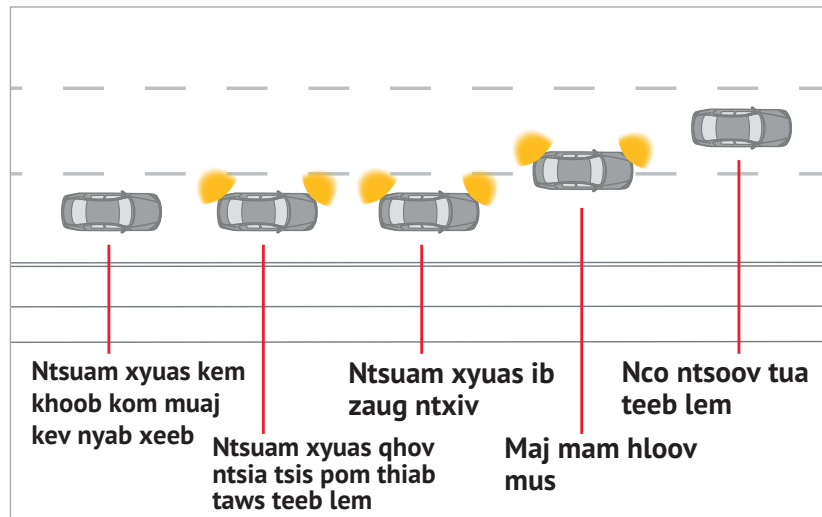 Ntsuam xyuas kem
khoob kom muaj
kev nyab xeeb
Ntsuam xyuas qhov
ntsia tsis pom thiab
taws teeb lem
Ntsuam xyuas ib
zaug ntxiv
Maj mam hloov
mus
Nco ntsoov tua
teeb lem